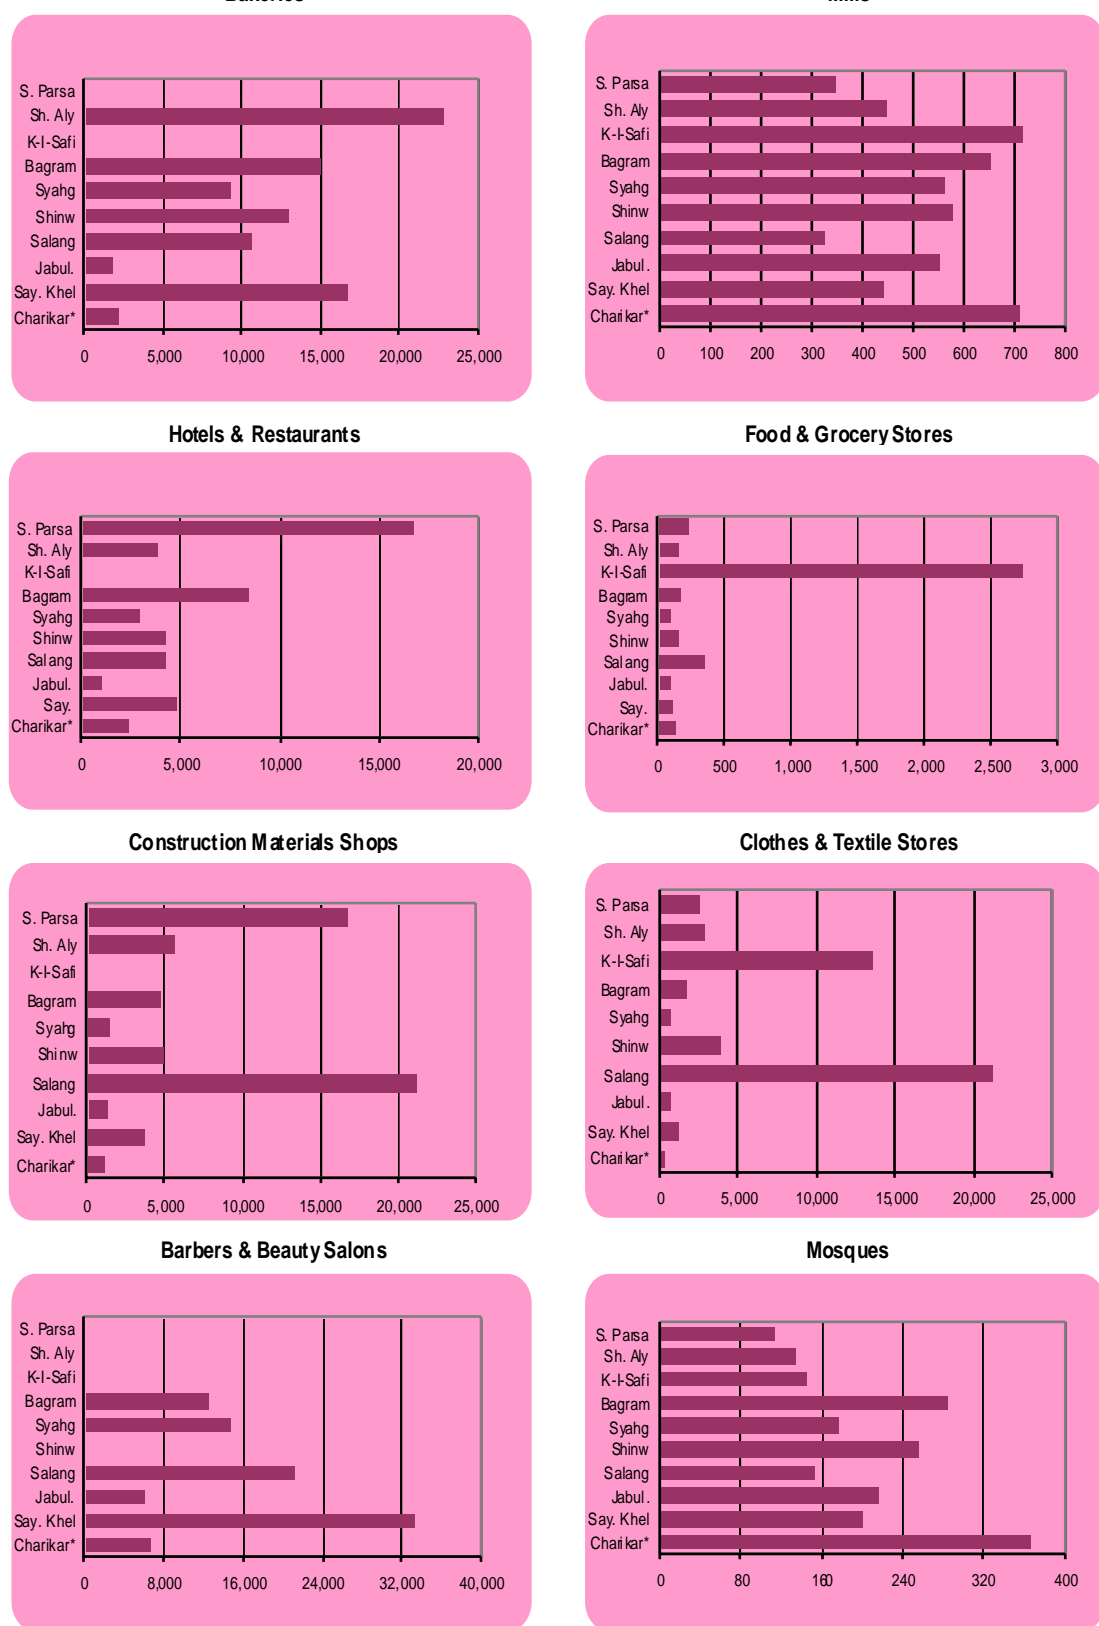 Bakeries
Mills
S. Parsa
Sh. Aly
K-I-Safi
Bagram
Syahg
Shinw
Salang
Jabul.
Say. Khel
Charikar*
0 5,000 10,000 15,000 20,000 25,000
S. Parsa
Sh. Aly
K-I-Safi
Bagram
Syahg
Shinw
Salang
Jabul.
Say. Khel
Charikar*
0 100 200 300 400 500 600 700 800
Hotels & Restaurants
S. Parsa
Sh. Aly
K-I-Safi
Bagram
Syahg
Shinw
Salang
Jabul.
Say.
Charikar*
0 5,000 10,000 15,000 20,000
Food & Grocery Stores
S. Parsa
Sh. Aly
K-I-Safi
Bagram
Syahg
Shinw
Salang
Jabul.
Say.
Charikar*
0 500 1,000 1,500 2,000 2,500 3,000
Construction Materials Shops
S. Parsa
Sh. Aly
K-I-Safi
Bagram
Syahg
Shinw
Salang
Jabul.
Say. Khel
Charikar*
0 5,000 10,000 15,000 20,000 25,000
Clothes & Textile Stores
S. Parsa
Sh. Aly
K-I-Safi
Bagram
Syahg
Shinw
Salang
Jabul.
Say. Khel
Charikar*
0 5,000 10,000 15,000 20,000 25,000
Barbers & Beauty Salons
S. Parsa
Sh. Aly
K-I-Safi
Bagram
Syahg
Shinw
Salang
Jabul.
Say. Khel
Charikar*
0 8,000 16,000 24,000 32,000 40,000
Mosques
S. Parsa
Sh. Aly
K-I-Safi
Bagram
Syahg
Shinw
Salang
Jabul.
Say. Khel
Charikar*
0 80 160 240 320 400